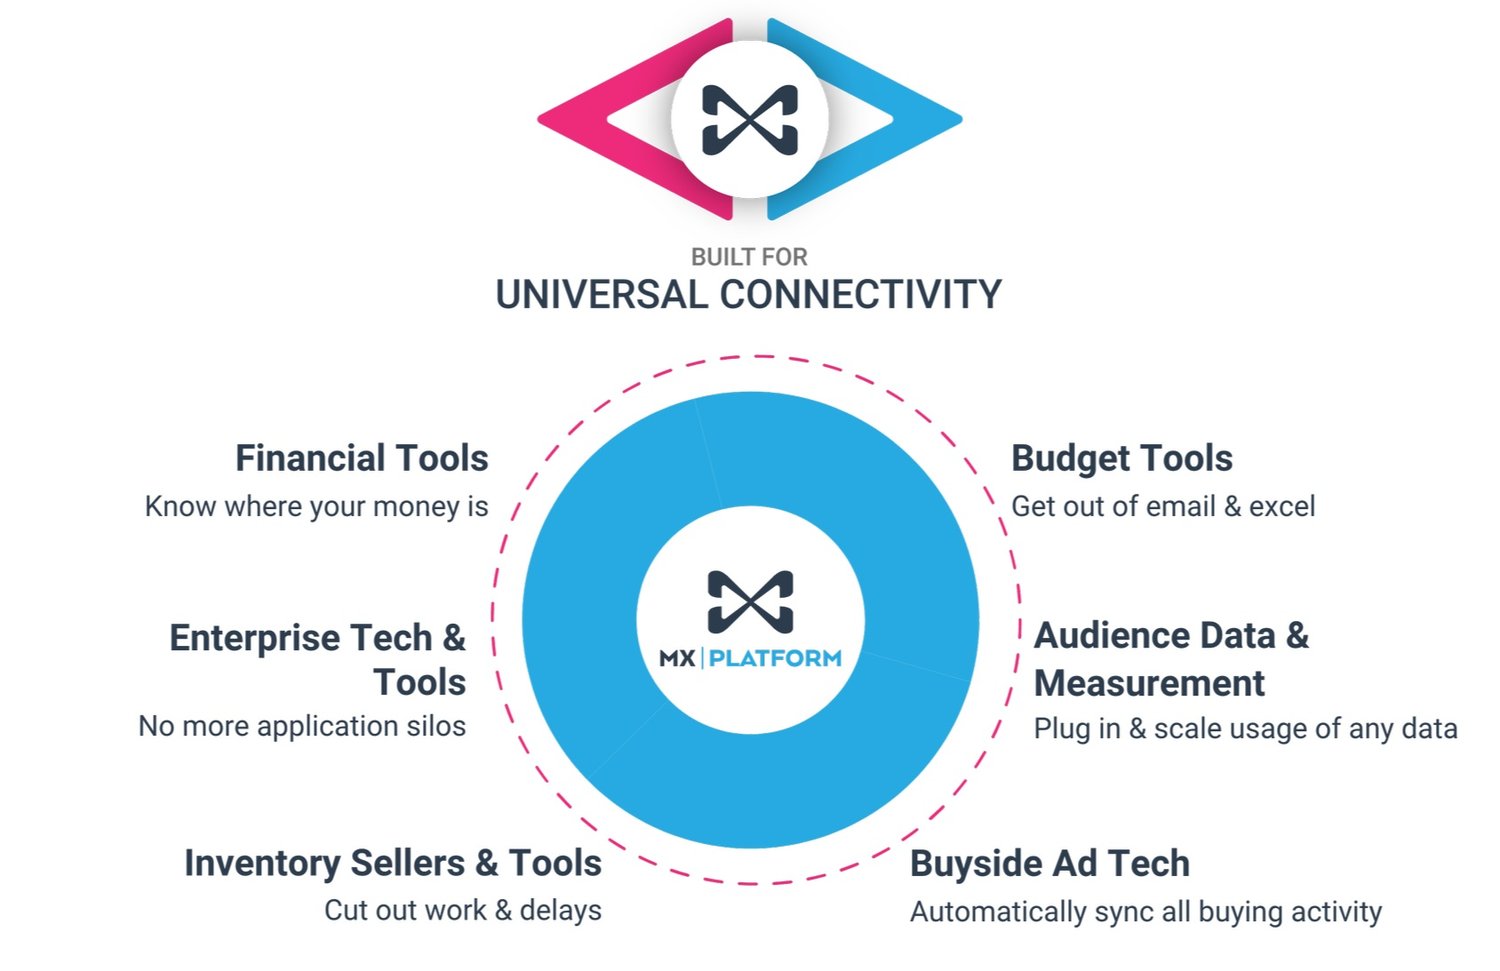 BUILT FOR
UNIVERSAL CONNECTIVITY
Financial Tools
Know where your money is
Budget Tools
Get out of email & excel
Enterprise Tech &
Tools
No more application silos
MX|PLATFORM
Audience Data &
Measurement
Plug in & scale usage of any data
Inventory Sellers & Tools
Cut out work & delays
Buyside Ad Tech
Automatically sync all buying activity